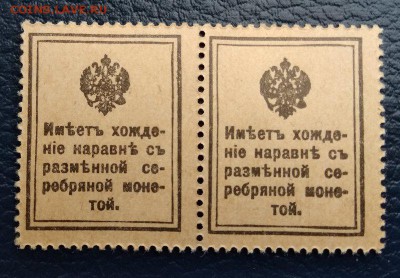 COINS.LAVE.RU
Имѣетъ хожде-
ніе наравнѣ съ
размѣнной се-
ребряной моне-
той.
Имѣетъ хожде-
ніе наравнѣ съ
размѣнной се-
ребряной моне-
той.